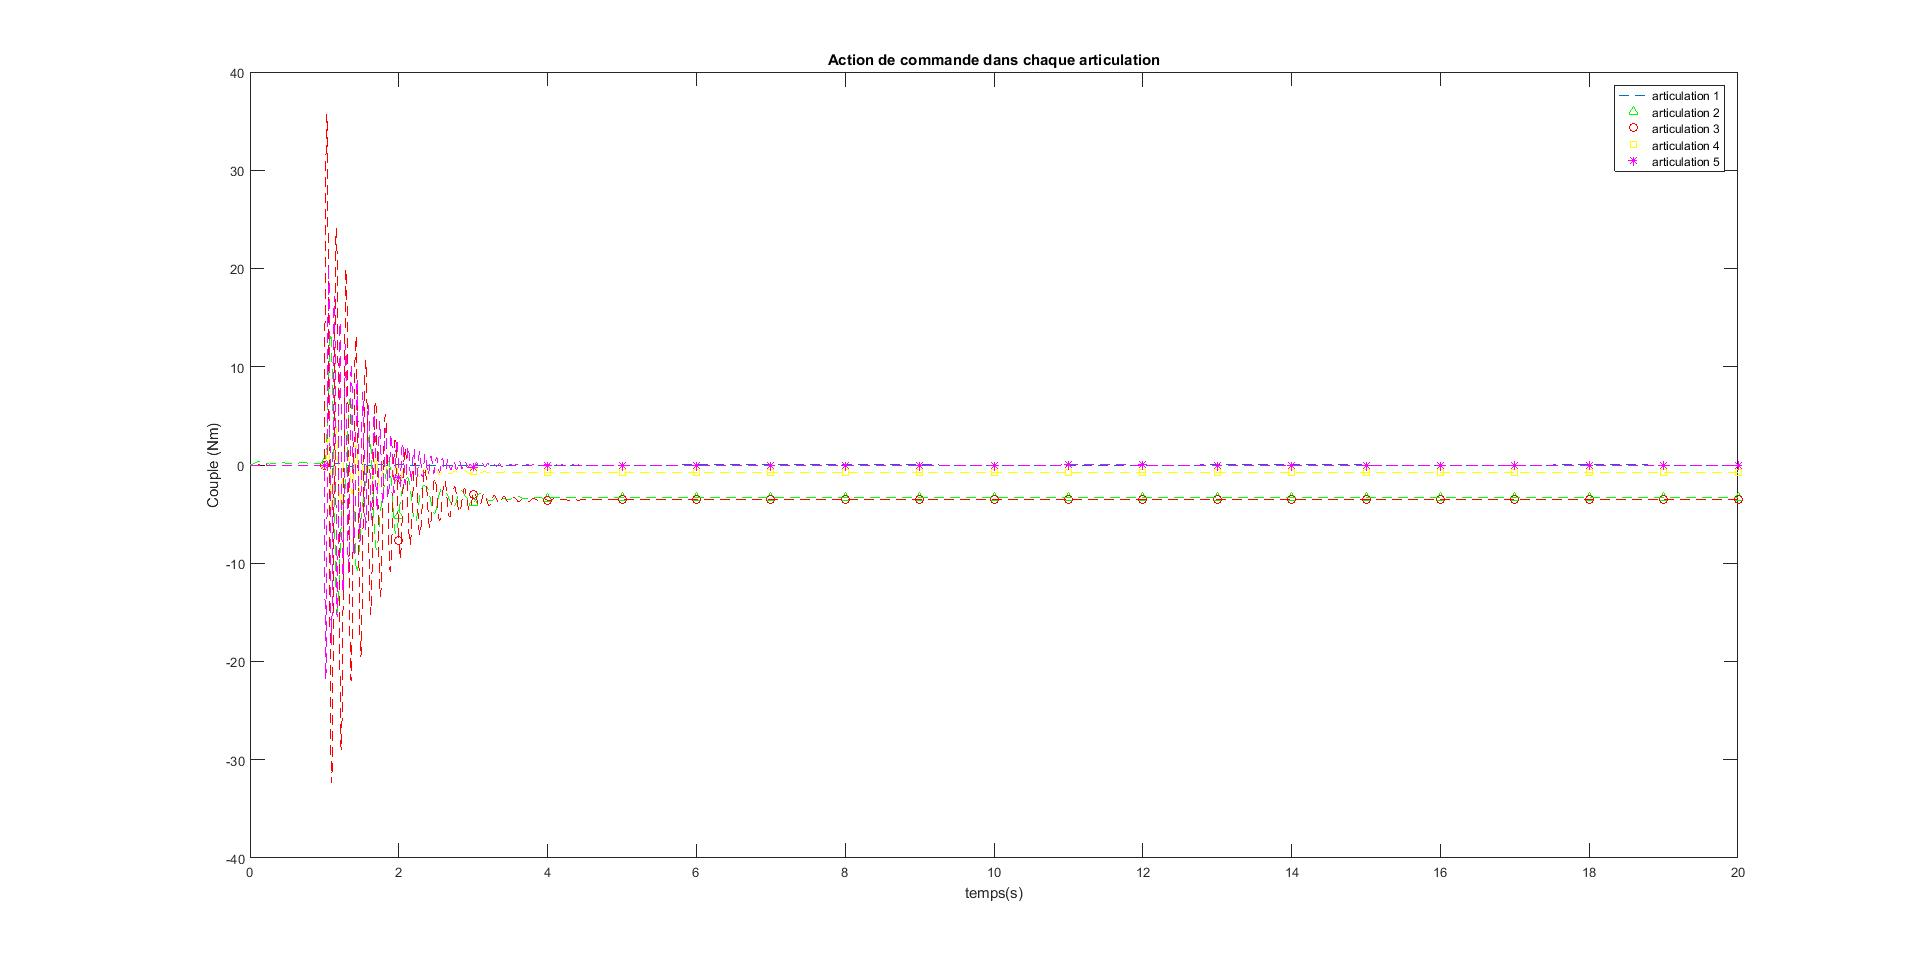 Action de commande dans chaque articulation
40
30
20
10
0
-10
-20
-30
-40
Couple (Nm)
articulation 1
articulation 2
articulation 3
articulation 4
articulation 5
0 2 4 6 8 10 12 14 16 18 20
temps(s)